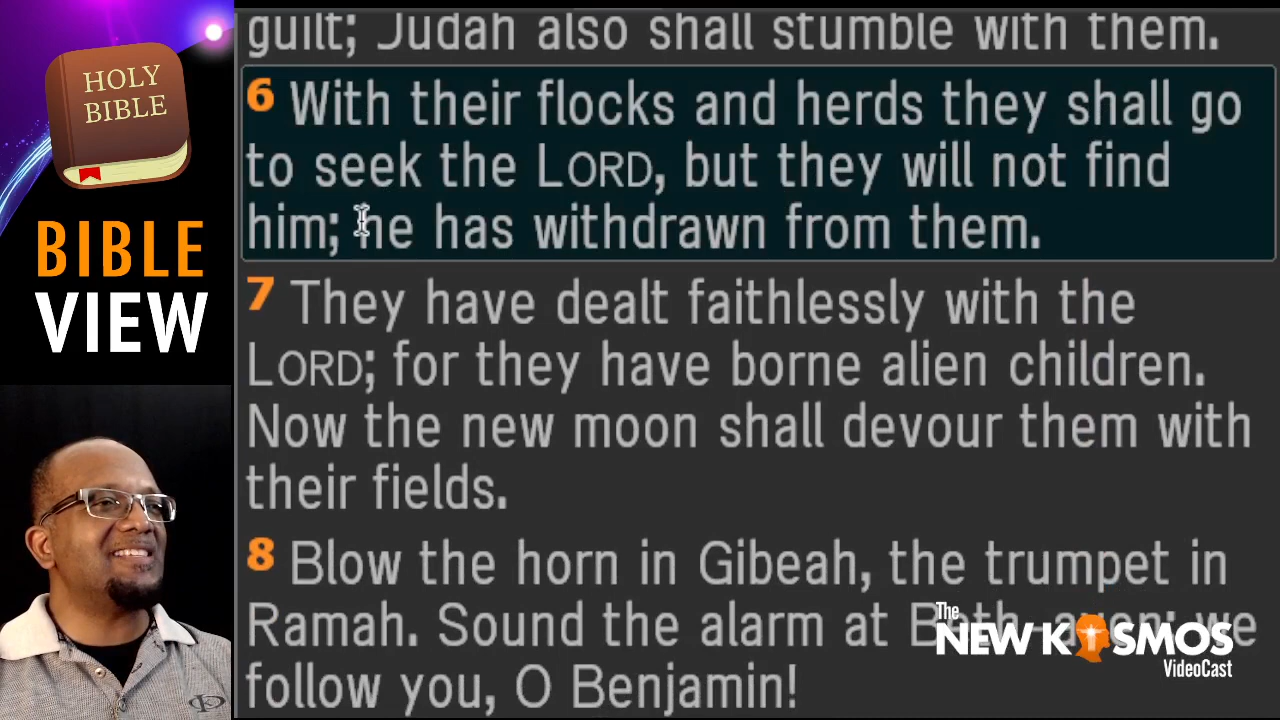 HOLY
BIBLE
BIBLE
VIEW
guilt; Judah also shall stumble with them.
6 With their flocks and herds they shall go
to seek the LORD, but they will not find
him; he has withdrawn from them.
7 They have dealt faithlessly with the
LORD; for they have borne alien children.
Now the new moon shall devour them with
their fields.
8 Blow the horn in Gibeah, the trumpet in
Ramah. Sound the alarm at we
follow you, O Benjamin!
The
NEW KOSMOS
VideoCast